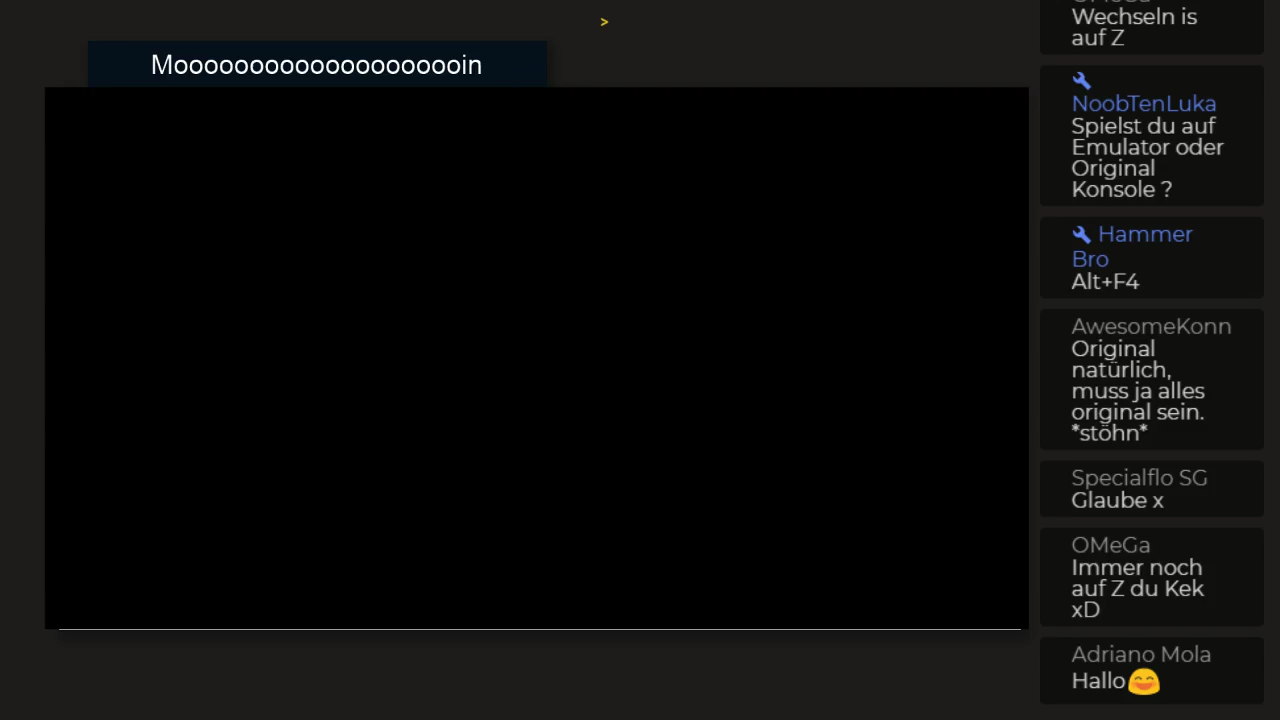 >
Moooooooooooooooooooin
OMeGa
Wechseln is
auf Z
NoobTenLuka
Spielst du auf
Emulator oder
Original
Konsole ?
Hammer
Bro
Alt+F4
AwesomeKonn
Original
natürlich,
muss ja alles
original sein.
*stöhn*
Specialflo SG
Glaube x
OMeGa
Immer noch
auf Z du Kek
xD
Adriano Mola
Hallo😊